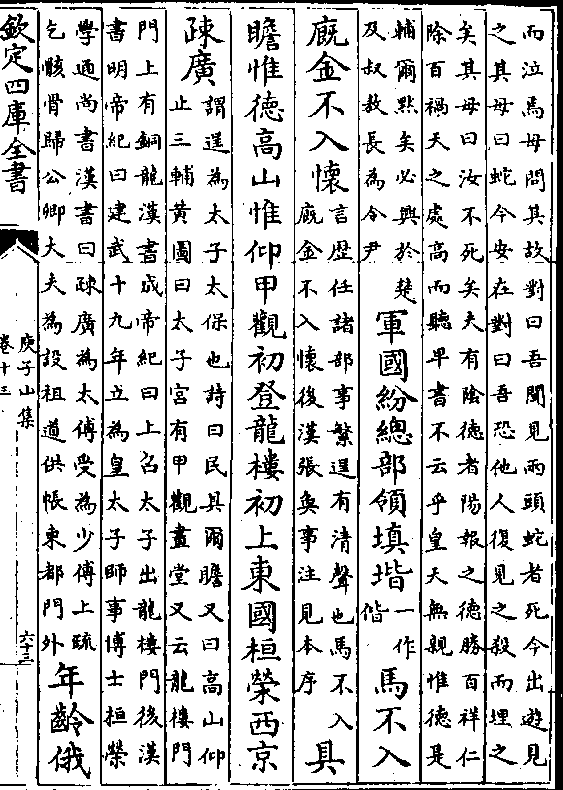 而泣焉母問其故對曰吾聞見兩頭蛇者死今出遊見
之其母曰蛇今安在對曰吾恐他人復見之殺而埋之
矣其母曰汝不死矣夫有陰德者陽報之德勝百祥仁
除百禍天之處高而聽卑書不云乎皇天無親惟德是
輔爾黙矣必興於楚
及叔敖長為令尹
軍國紛總部領填揩
一作
偕
馬不入
廐金不入懷
言歴任諸部事繁逞有清聲也馬不入
廐金不入懷後漢張奐事注見本序
具
瞻惟德高山惟仰甲觀初登龍樓初上東國桓榮西京
疎廣
謂逞為太子太保也詩曰民具爾瞻又曰高山仰
止三輔黄圖曰太子宮有甲觀畫堂又云龍樓門
門上有銅龍漢書成帝紀曰上召太子出龍樓門後漢
書明帝紀曰建武十九年立為皇太子師事博士桓榮
學通尚書漢書曰疎廣為太傅受為少傅上疏
乞骸骨歸公卿大夫為設祖道供帳東都門外
年齡俄
欽定四庫全書
庾子山集
卷十三
六十三